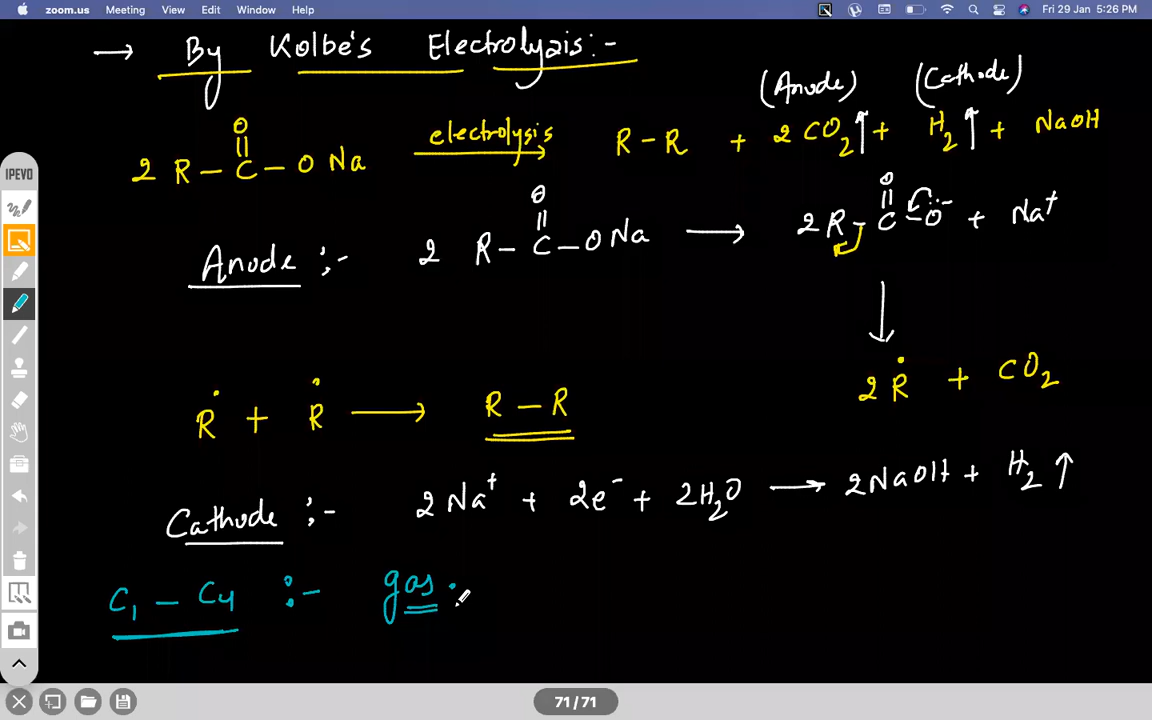 zoom.us Meeting View Edit Window Help Fri 29 Jan 5:26 PM
→ By Kolbe's Electrolysis:-
(Anode) (Cathode)
O
||
2 R - C - O Na electrolysis → R - R + 2 CO₂↑ + H₂↑ + NaOH
IPEVO
Anode :- 2 R - C - O Na → 2 R - C - O⁻ + Na⁺
O O
|| ||
↓
2 Ṙ + CO₂
Ṙ + Ṙ → R - R
Cathode :- 2 Na⁺ + 2e⁻ + 2H₂O → 2NaOH + H₂↑
C₁ - C₄ :- gas.
71/71